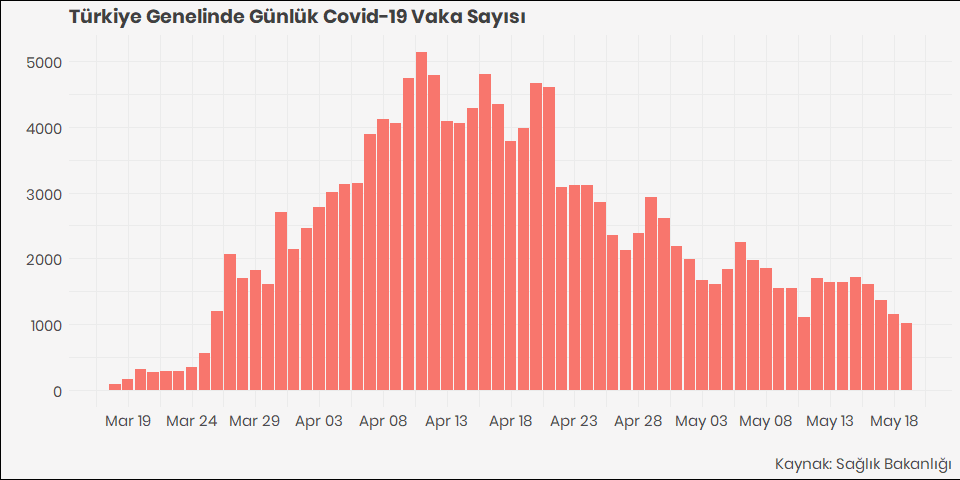 Türkiye Genelinde Günlük Covid-19 Vaka Sayısı
5000
4000
3000
2000
1000
0
Mar 19 Mar 24 Mar 29 Apr 03 Apr 08 Apr 13 Apr 18 Apr 23 Apr 28 May 03 May 08 May 13 May 18
Kaynak: Sağlık Bakanlığı